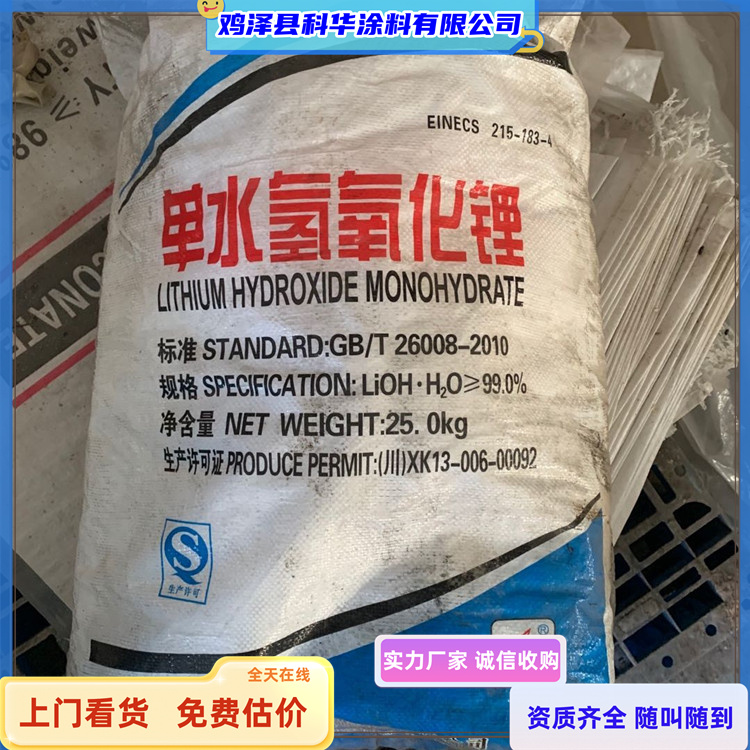 鸡泽县科华涂料有限公司
EINECS 215-183-4
单水氢氧化锂
LITHIUM HYDROXIDE MONOHYDRATE
标准 STANDARD:GB/T 26008-2010
规格 SPECIFICATION: LiOH·H₂O≥99.0%
净含量 NET WEIGHT:25.0kg
生产许可证 PRODUCE PERMIT:(川)XK13-006-00092
生产许可
实力厂家 诚信收购
全天在线
上门看货 免费估价
资质齐全 随叫随到